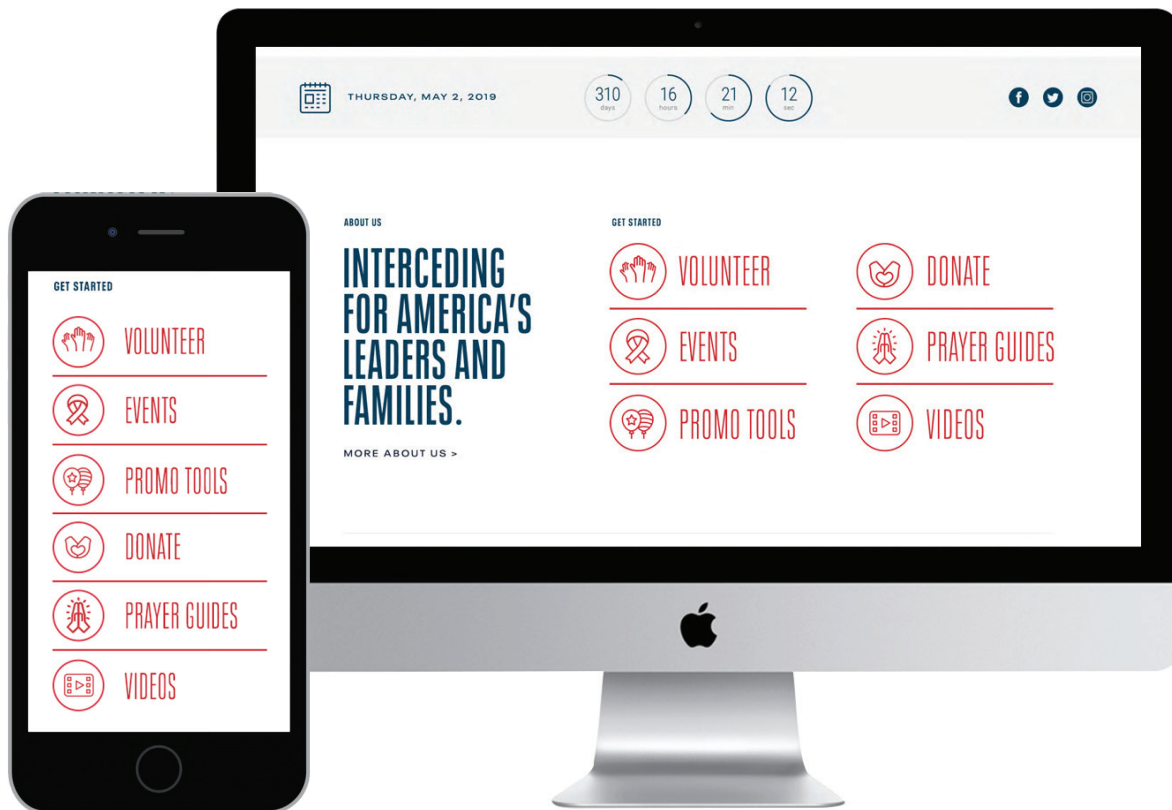 THURSDAY, MAY 2, 2019
310
days
16
hours
21
min
12
sec
ABOUT US
INTERCEDING
FOR AMERICA'S
LEADERS AND
FAMILIES.
MORE ABOUT US >
GET STARTED
VOLUNTEER
EVENTS
PROMO TOOLS
DONATE
PRAYER GUIDES
VIDEOS
GET STARTED
VOLUNTEER
EVENTS
PROMO TOOLS
DONATE
PRAYER GUIDES
VIDEOS